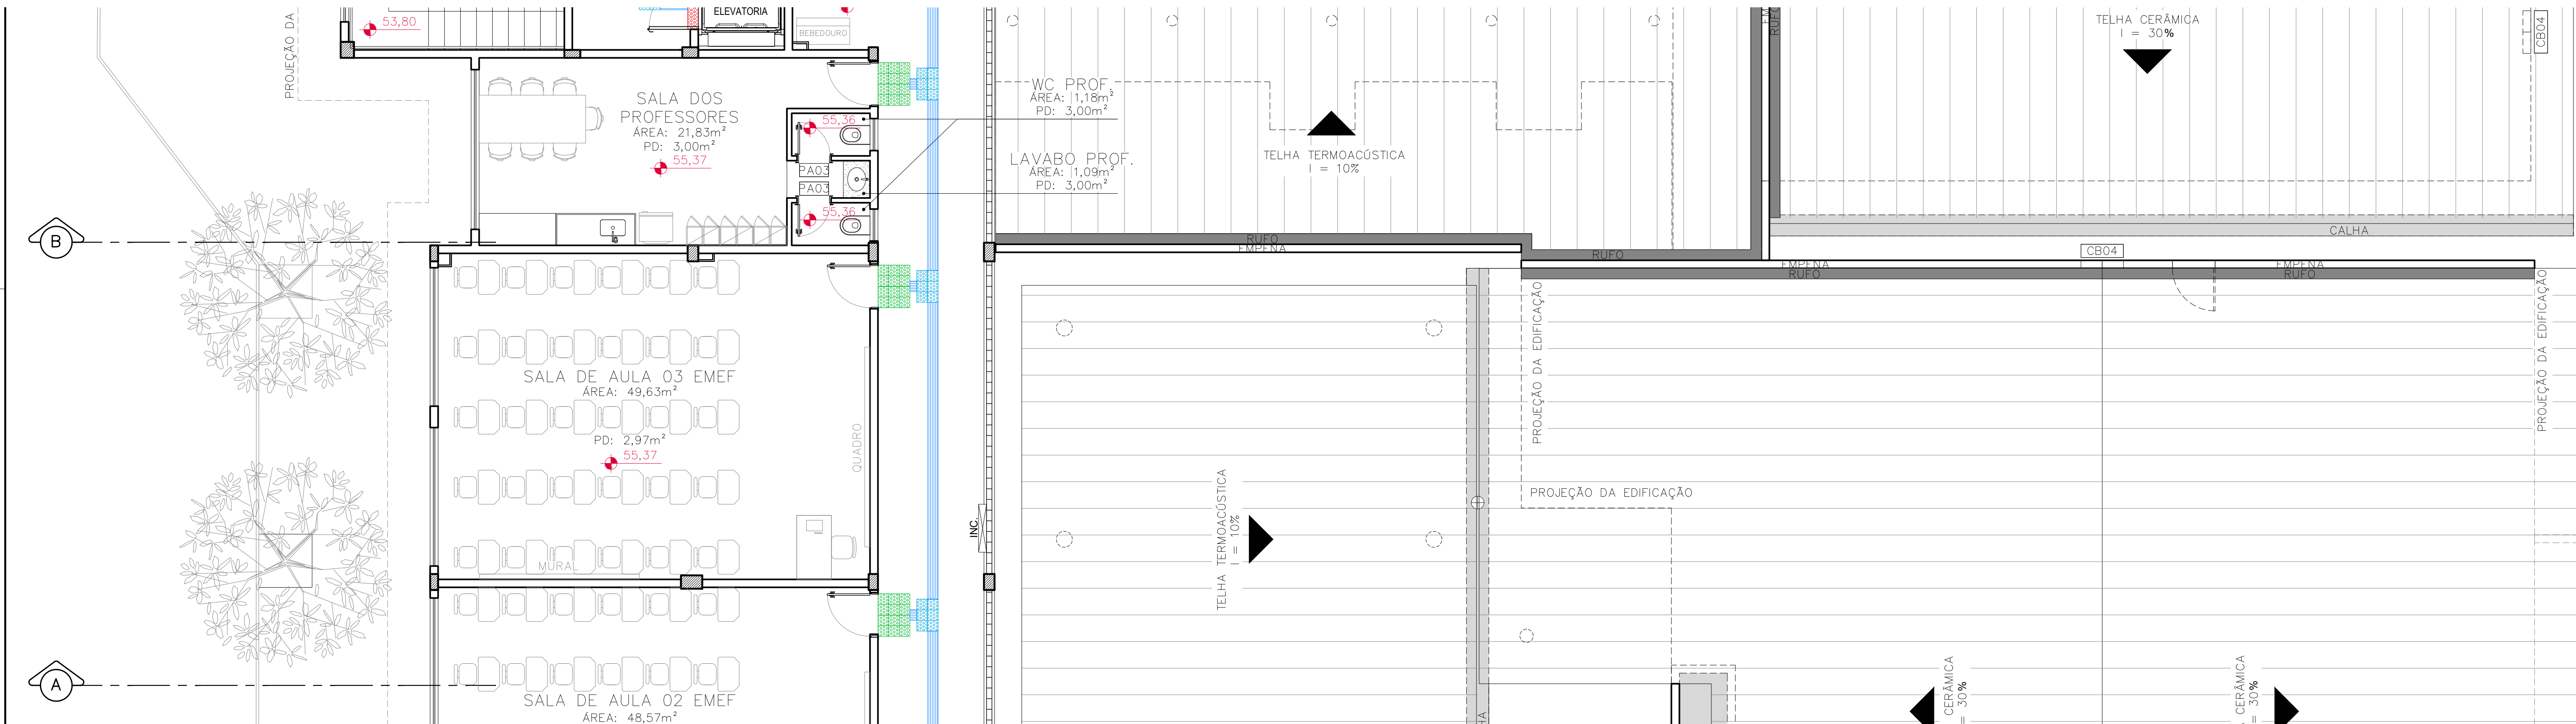 53,80
PROJEÇÃO DA
ELEVATORIA
BEBEDOURO
SALA DOS
PROFESSORES
ÁREA: 21,83m²
PD: 3,00m²
55,37
55,36
PA03
PA03
55,36
WC PROF.
ÁREA: 1,18m²
PD: 3,00m²
LAVABO PROF.
ÁREA: 1,09m²
PD: 3,00m²
TELHA TERMOACÚSTICA
I = 10%
RUFO
TELHA CERÂMICA
I = 30%
CB04
B
RUFO
EMPENA
RUFO
CALHA
CB04
EMPENA
RUFO
EMPENA
RUFO
SALA DE AULA 03 EMEF
ÁREA: 49,63m²
PD: 2,97m²
55,37
QUADRO
MURAL
INC.
TELHA TERMOACÚSTICA
I = 10%
PROJEÇÃO DA EDIFICAÇÃO
PROJEÇÃO DA EDIFICAÇÃO
PROJEÇÃO DA EDIFICAÇÃO
A
SALA DE AULA 02 EMEF
ÁREA: 48,57m²
CERÂMICA
= 30%
CERÂMICA
= 30%